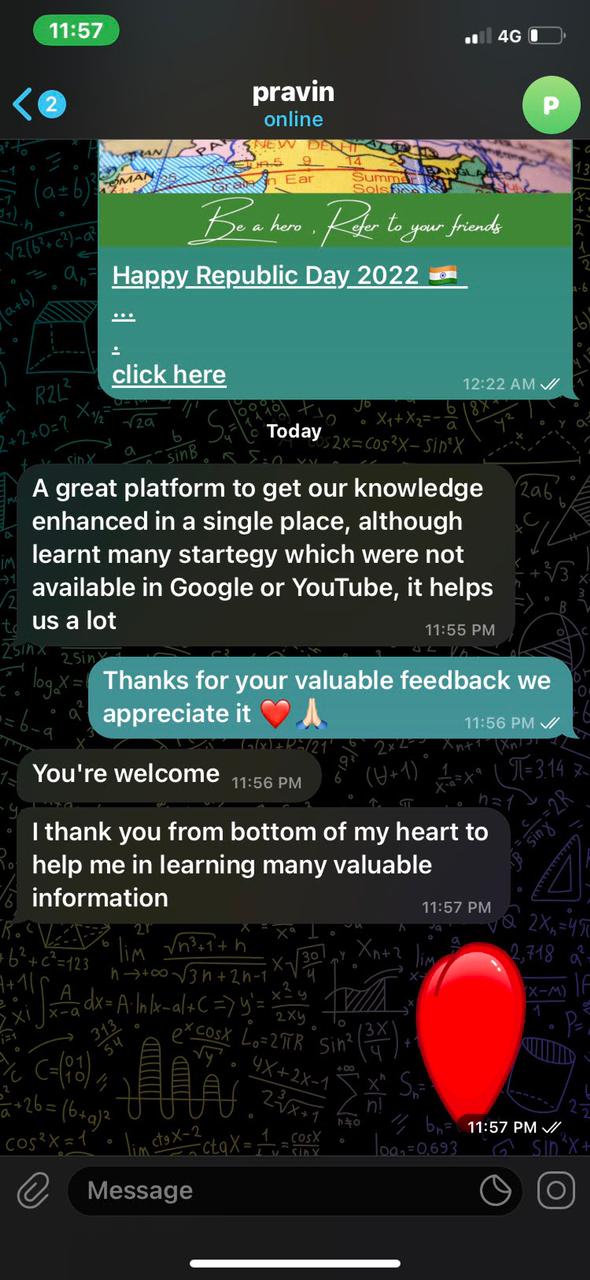 11:57
4G
2
pravin
online
P
NEW DELHI
OMAN
Grain in Ear
Summer
Solstice
Be a hero , Refer to your friends
Happy Republic Day 2022 🇮🇳
...
.
click here
12:22 AM
Today
A great platform to get our knowledge
enhanced in a single place, although
learnt many startegy which were not
available in Google or YouTube, it helps
us a lot
11:55 PM
Thanks for your valuable feedback we
appreciate it ❤️🙏🏻
11:56 PM
You're welcome
11:56 PM
I thank you from bottom of my heart to
help me in learning many valuable
information
11:57 PM
11:57 PM
Message